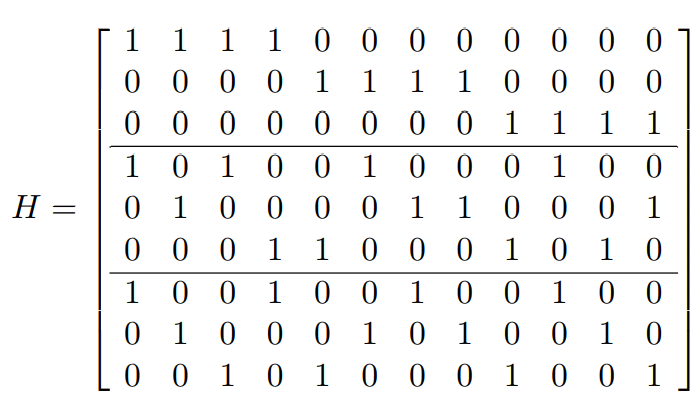 1 1 1 1 0 0 0 0 0 0 0 0
0 0 0 0 1 1 1 1 0 0 0 0
0 0 0 0 0 0 0 0 1 1 1 1
1 0 1 0 0 1 0 0 0 1 0 0
H = 0 1 0 0 0 0 1 1 0 0 0 1
0 0 0 1 1 0 0 0 1 0 1 0
1 0 0 1 0 0 1 0 0 1 0 0
0 1 0 0 0 1 0 1 0 0 1 0
0 0 1 0 1 0 0 0 1 0 0 1